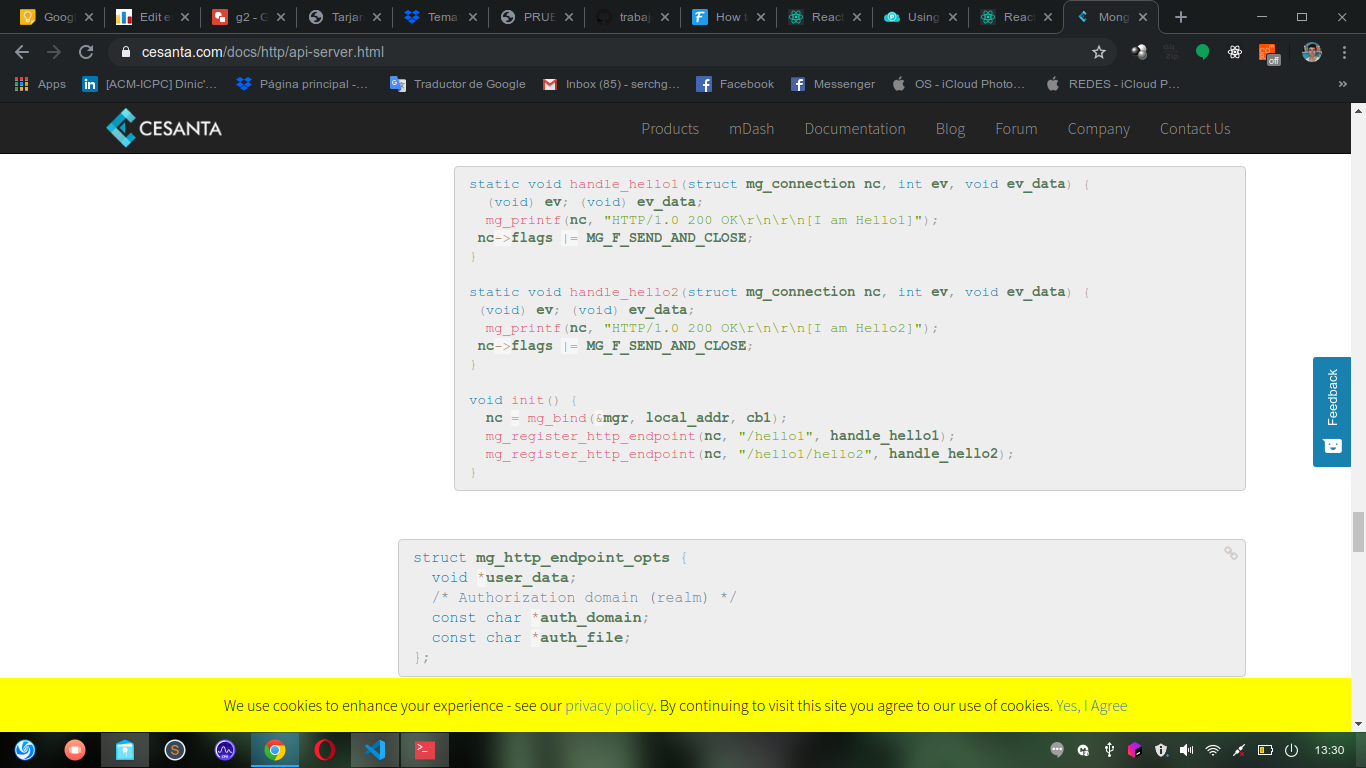 Googl
Edit e
g2 - G
Tarjan
Tema
PRUE
trabaj
How t
React
Using
React
Mong
cesanta.com/docs/http/api-server.html
off
Apps
[ACM-ICPC] Dinic'...
Página principal -...
Traductor de Google
Inbox (85) - serchg...
Facebook
Messenger
OS - iCloud Photo...
REDES - iCloud P...
»
CESANTA
Products
mDash
Documentation
Blog
Forum
Company
Contact Us
static void handle_hello1(struct mg_connection nc, int ev, void ev_data) {
(void) ev; (void) ev_data;
mg_printf(nc, "HTTP/1.0 200 OK\r\n\r\n[I am Hello1]");
nc->flags |= MG_F_SEND_AND_CLOSE;
}
static void handle_hello2(struct mg_connection nc, int ev, void ev_data) {
(void) ev; (void) ev_data;
mg_printf(nc, "HTTP/1.0 200 OK\r\n\r\n[I am Hello2]");
nc->flags |= MG_F_SEND_AND_CLOSE;
}
void init() {
nc = mg_bind(&mgr, local_addr, cb1);
mg_register_http_endpoint(nc, "/hello1", handle_hello1);
mg_register_http_endpoint(nc, "/hello1/hello2", handle_hello2);
}
Feedback
struct mg_http_endpoint_opts {
void *user_data;
/* Authorization domain (realm) */
const char *auth_domain;
const char *auth_file;
};
We use cookies to enhance your experience - see our privacy policy. By continuing to visit this site you agree to our use of cookies. Yes, I Agree
13:30